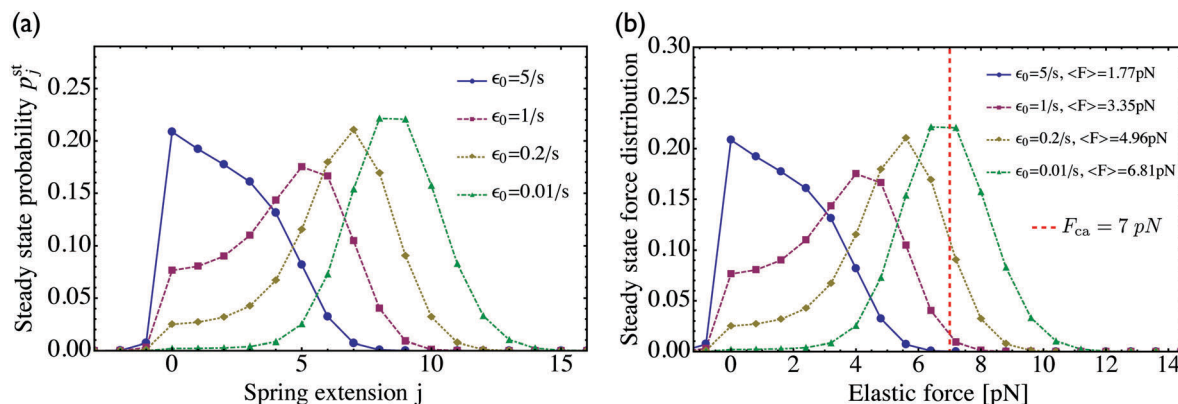 (a)
Steady state probability p_j^st
0.25
0.20
0.15
0.10
0.05
0.00
ϵ0=5/s
ϵ0=1/s
ϵ0=0.2/s
ϵ0=0.01/s
0 5 10 15
Spring extension j
(b)
Steady state force distribution
0.30
0.25
0.20
0.15
0.10
0.05
0.00
ϵ0=5/s, <F>=1.77pN
ϵ0=1/s, <F>=3.35pN
ϵ0=0.2/s, <F>=4.96pN
ϵ0=0.01/s, <F>=6.81pN
Fca = 7 pN
0 2 4 6 8 10 12 14
Elastic force [pN]